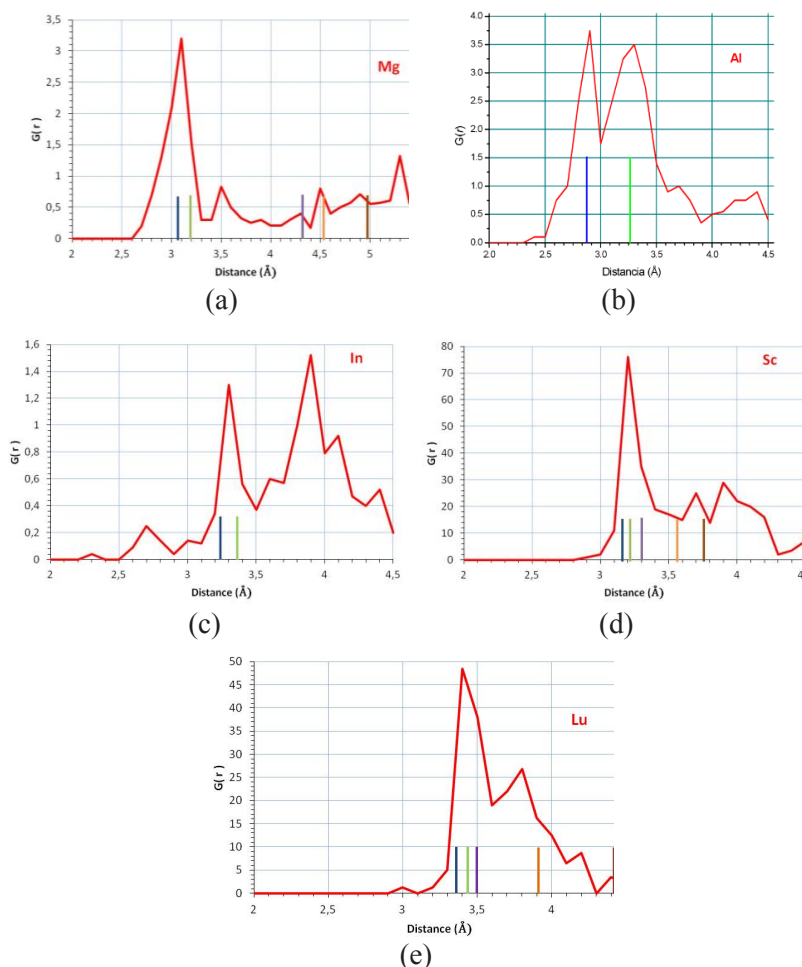 3,5
3
2,5
2
1,5
1
0,5
0
G( r )
Mg
2 2,5 3 3,5 4 4,5 5
Distance (Å)
(a)
4.0
3.5
3.0
2.5
2.0
1.5
1.0
0.5
0.0
G(r)
Al
2.0 2.5 3.0 3.5 4.0 4.5
Distancia (Å)
(b)
1,6
1,4
1,2
1
0,8
0,6
0,4
0,2
0
G( r )
In
2 2,5 3 3,5 4 4,5
Distance (Å)
(c)
80
70
60
50
40
30
20
10
0
G( r )
Sc
2 2,5 3 3,5 4
Distance (Å)
(d)
50
45
40
35
30
25
20
15
10
5
0
G( r )
Lu
2 2,5 3 3,5 4
Distance (Å)
(e)